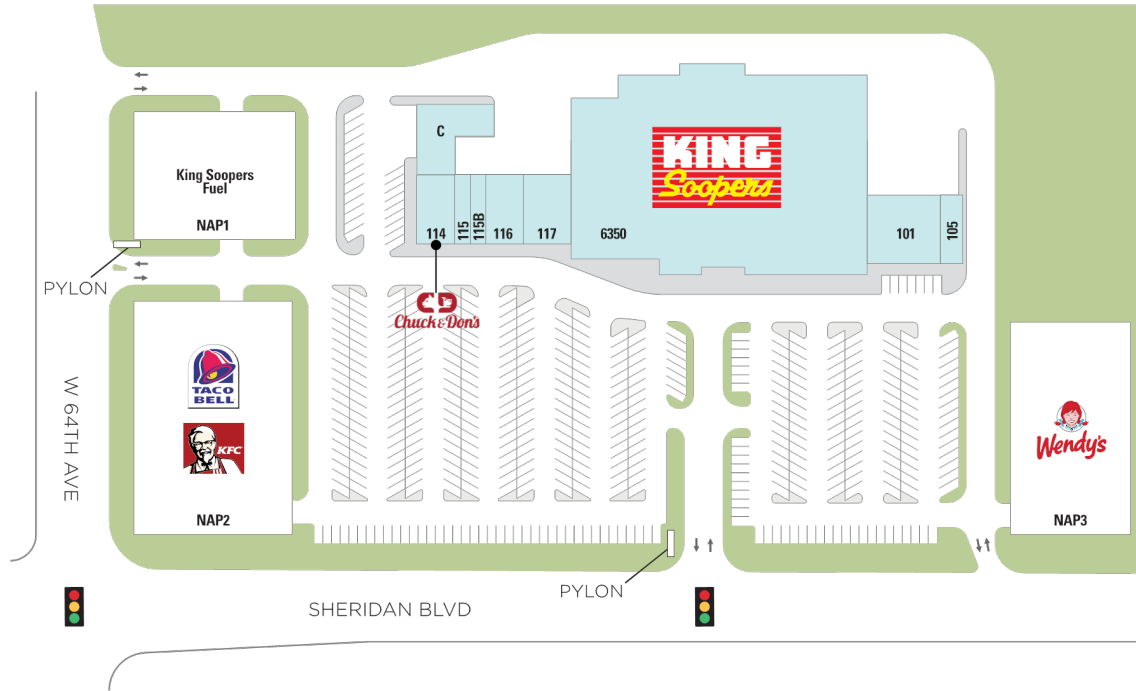 C
KING
Soopers
King Soopers
Fuel
NAP1
114
115
115B
116
117
6350
101
105
PYLON
Chuck & Don's
TACO
BELL
KFC
Wendy's
W 64TH AVE
NAP2
NAP3
PYLON
SHERIDAN BLVD